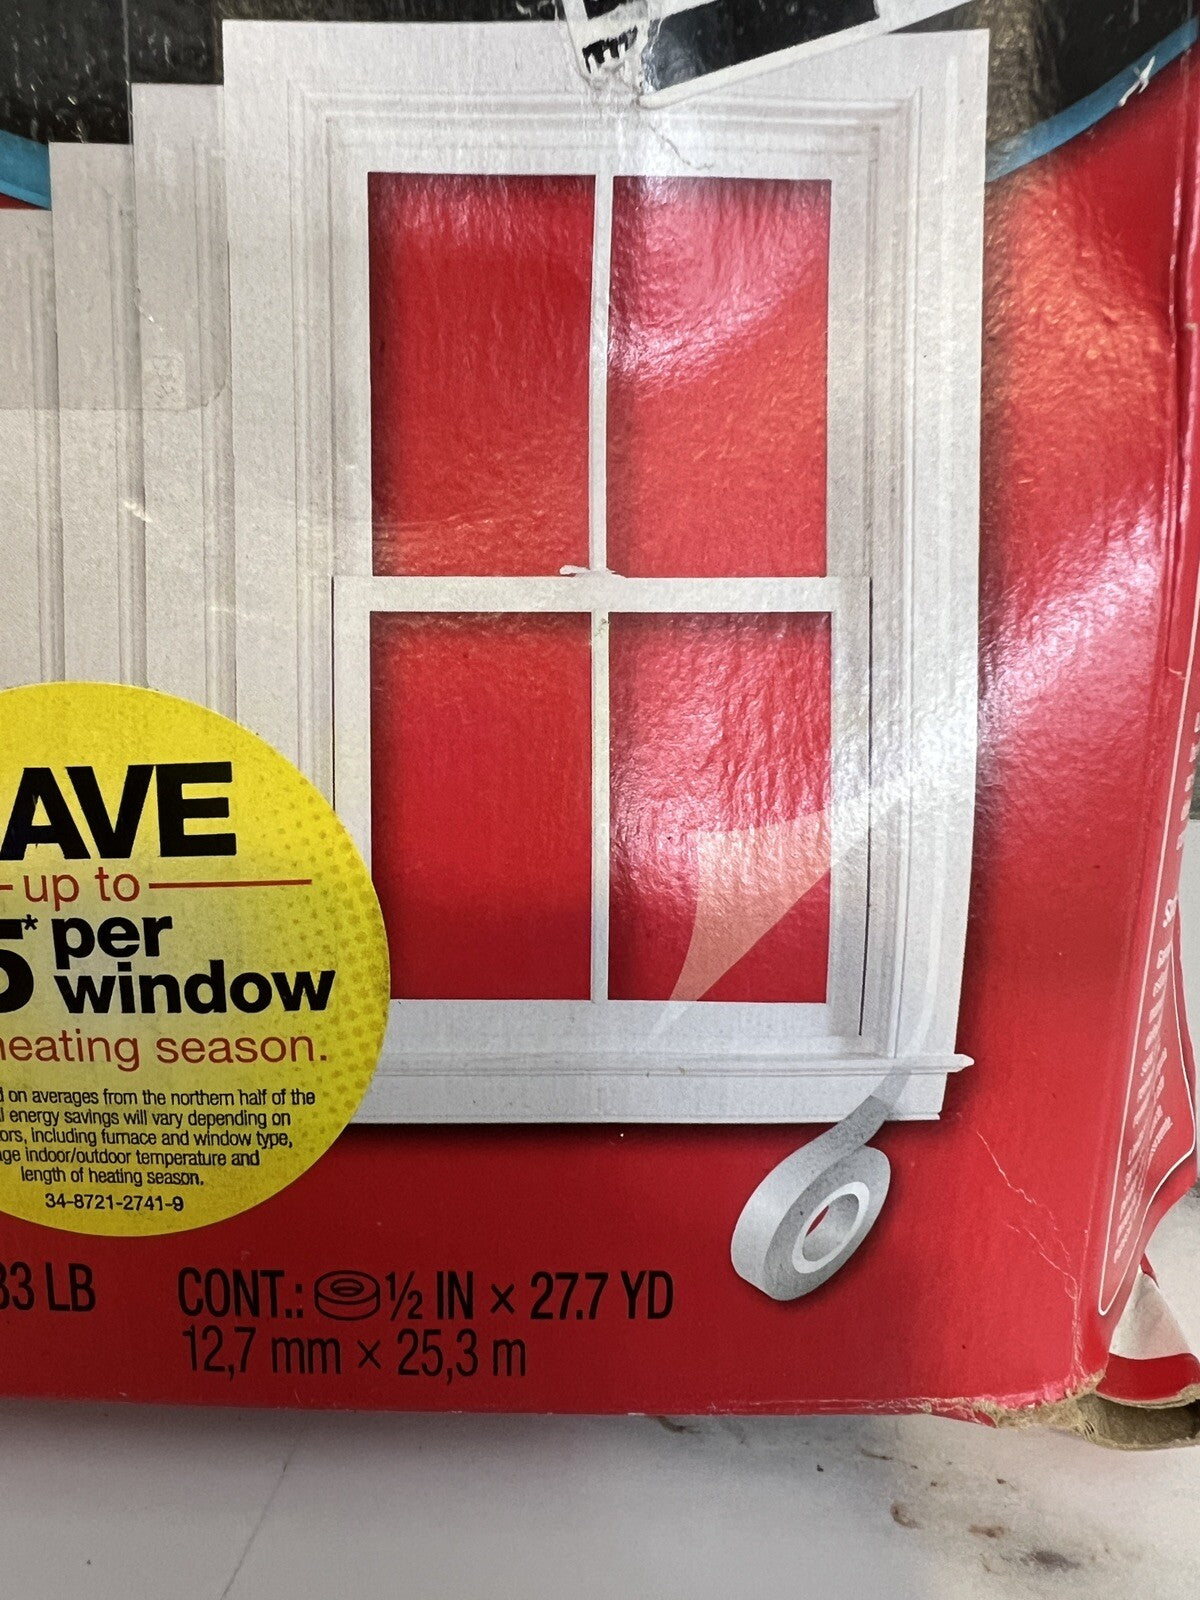 AVE
up to
5* per
window
heating season.
on averages from the northern half of the
energy savings will vary depending on
ors, including furnace and window type,
ge indoor/outdoor temperature and
length of heating season.
34-8721-2741-9
33 LB
CONT.: ½ IN × 27.7 YD
12,7 mm × 25,3 m